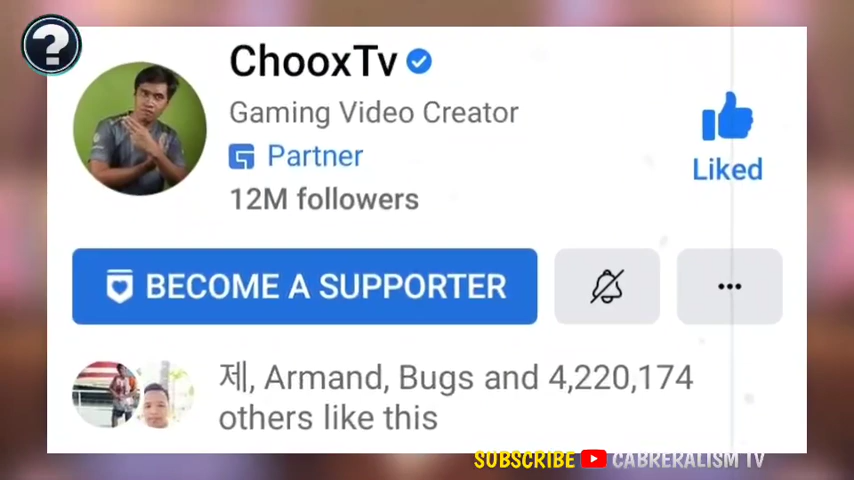 ?
ChooxTv
Gaming Video Creator
Partner
12M followers
Liked
BECOME A SUPPORTER
제, Armand, Bugs and 4,220,174
others like this
SUBSCRIBE CABRERALISM TV